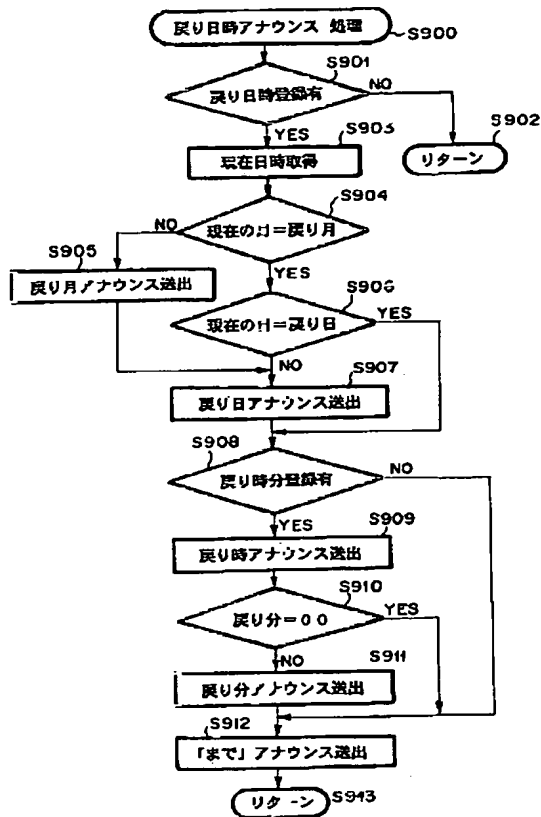 戻り日時アナウンス 処理
S900
S901
戻り日時登録有
NO
YES
S902
リターン
S903
現在日時取得
S904
現在の月=戻り月
NO
YES
S905
戻り月アナウンス送出
S906
現在の日=戻り日
YES
NO
S907
戻り日アナウンス送出
S908
戻り時分登録有
NO
YES
S909
戻り時アナウンス送出
S910
戻り分=00
YES
NO
S911
戻り分アナウンス送出
S912
「まで」アナウンス送出
リターン
S913